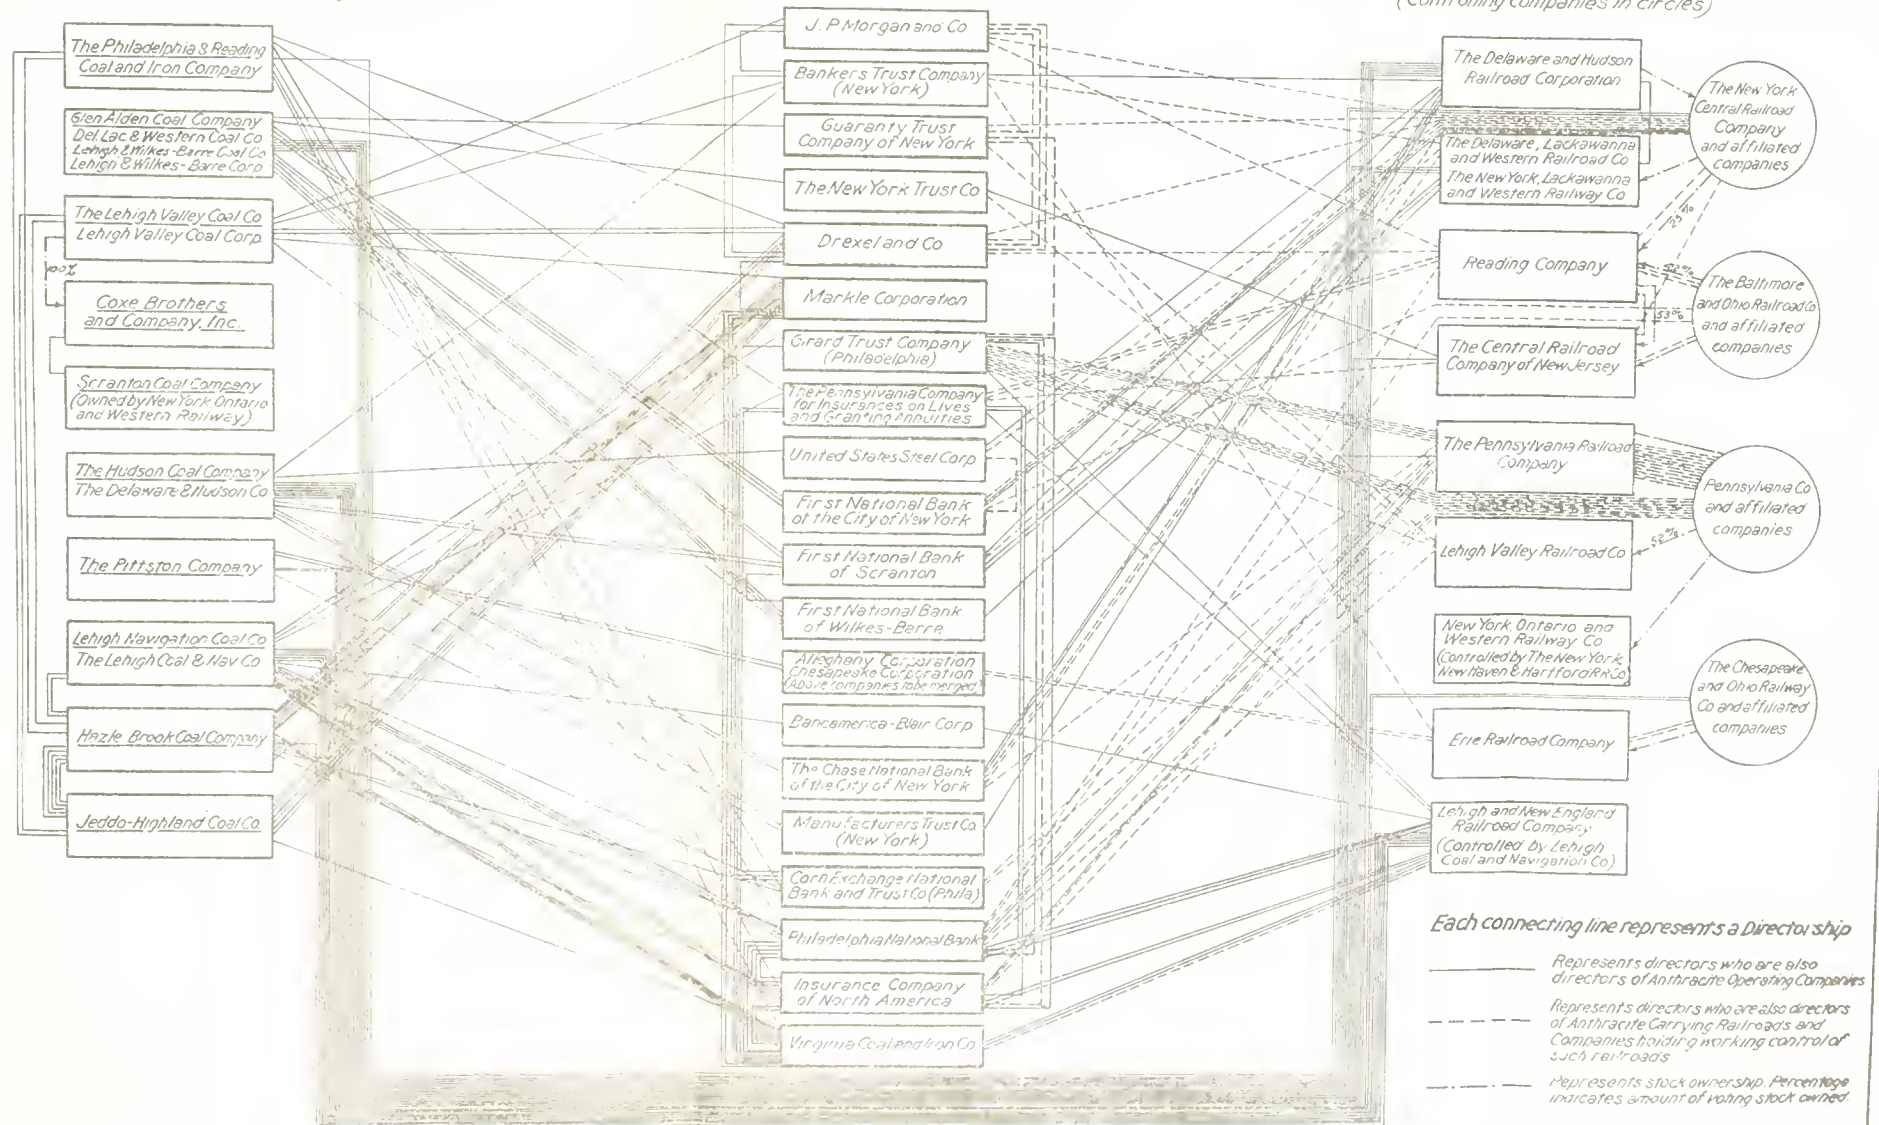 (Controlling companies in circles)
The Philadelphia & Reading
Coal and Iron Company
Glen Alden Coal Company
Del Lac & Western Coal Co
Lehigh & Wilkes-Barre Coal Co
Lehigh & Wilkes-Barre Corp
The Lehigh Valley Coal Co
Lehigh Valley Coal Corp.
100%
Coxe Brothers
and Company, Inc.
Scranton Coal Company
(Owned by New York, Ontario
and Western Railway)
The Hudson Coal Company
The Delaware & Hudson Co
The Pittston Company
Lehigh Navigation Coal Co
The Lehigh Coal & Nav Co
Hazle Brook Coal Company
Jeddo-Highland Coal Co.
J. P. Morgan and Co
Bankers Trust Company
(New York)
Guaranty Trust
Company of New York
The New York Trust Co
Drexel and Co
Markle Corporation
Girard Trust Company
(Philadelphia)
The Pennsylvania Company
for Insurances on Lives
and Granting Annuities
United States Steel Corp
First National Bank
of the City of New York
First National Bank
of Scranton
First National Bank
of Wilkes-Barre
Alleghany Corporation
Chesapeake Corporation
(Above companies to be merged)
Bancamerica-Blair Corp
The Chase National Bank
of the City of New York
Manufacturers Trust Co
(New York)
Corn Exchange National
Bank and Trust Co (Phila)
Philadelphia National Bank
Insurance Company
of North America
Virginia Coal and Iron Co
The Delaware and Hudson
Railroad Corporation
The Delaware, Lackawanna
and Western Railroad Co
The New York, Lackawanna
and Western Railway Co
Reading Company
The Central Railroad
Company of New Jersey
The Pennsylvania Railroad
Company
Lehigh Valley Railroad Co
New York, Ontario and
Western Railway Co
(Controlled by The New York,
New Haven & Hartford RR Co)
Erie Railroad Company
Lehigh and New England
Railroad Company
(Controlled by Lehigh
Coal and Navigation Co)
The New York
Central Railroad
Company
and affiliated
companies
25%
The Baltimore
and Ohio Railroad Co
and affiliated
companies
53%
Pennsylvania Co
and affiliated
companies
52%
The Chesapeake
and Ohio Railway
Co and affiliated
companies
Each connecting line represents a Directorship
Represents directors who are also
directors of Anthracite Operating Companies
Represents directors who are also directors
of Anthracite Carrying Railroads and
Companies holding working control of
such railroads
Represents stock ownership. Percentage
indicates amount of voting stock owned.